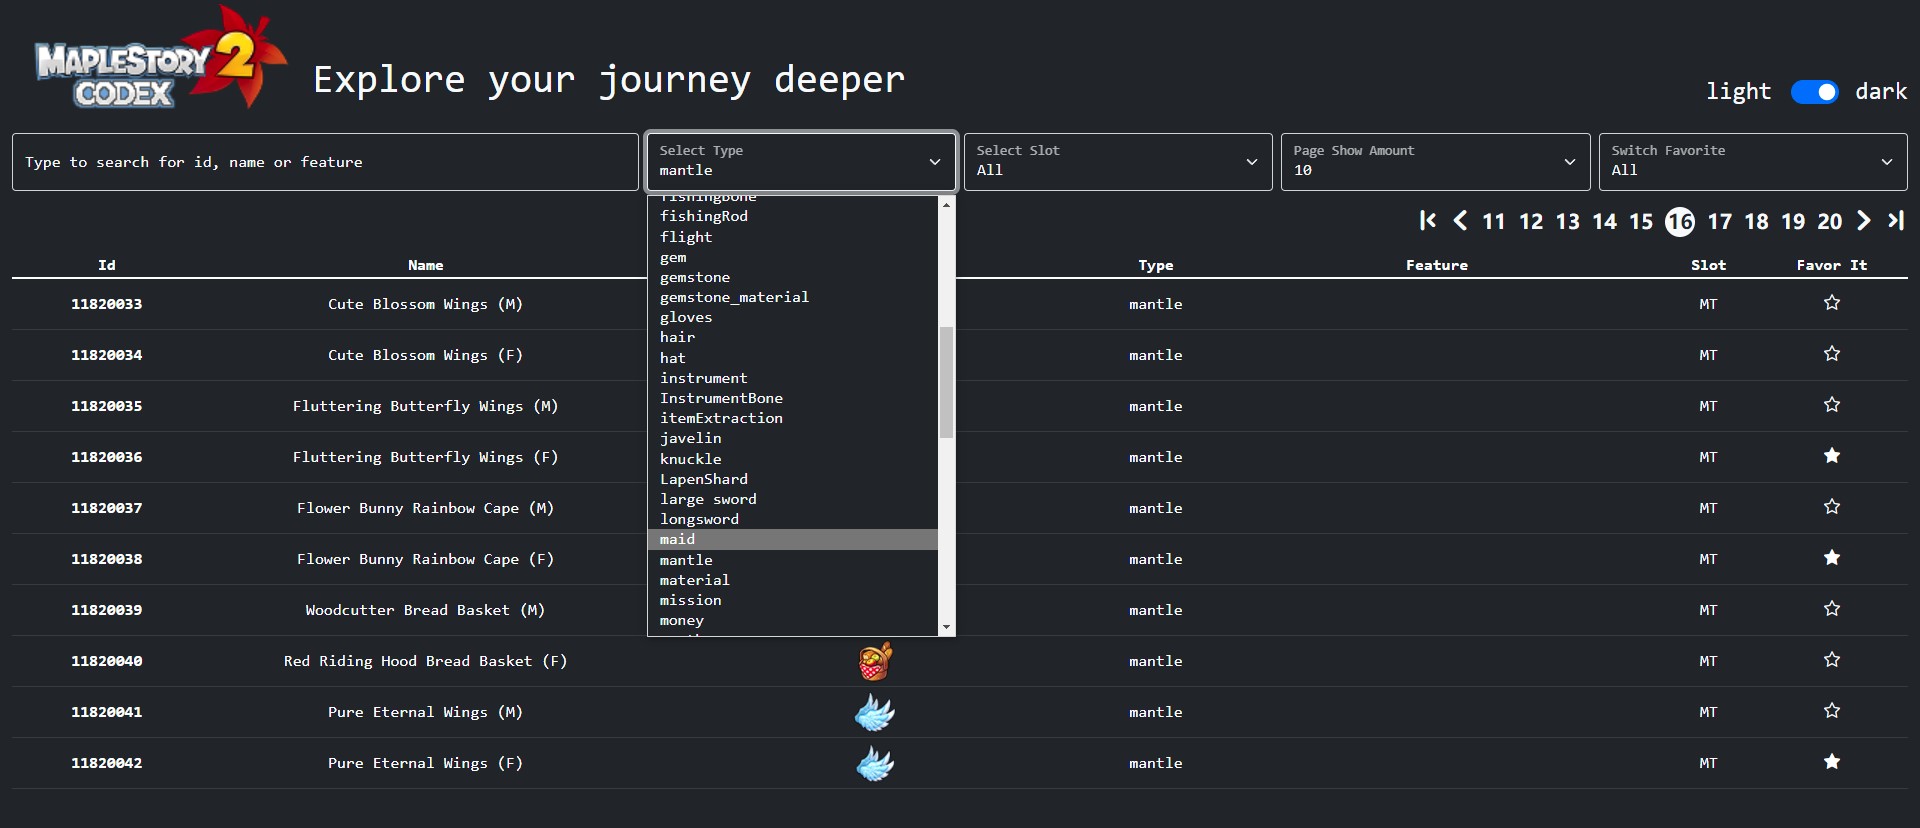 MAPLESTORY 2
CODEX
Explore your journey deeper
light dark
Type to search for id, name or feature
Select Type
mantle
Select Slot
All
Page Show Amount
10
Switch Favorite
All
11 12 13 14 15 16 17 18 19 20
fishingBone
fishingRod
flight
gem
gemstone
gemstone_material
gloves
hair
hat
instrument
InstrumentBone
itemExtraction
javelin
knuckle
LapenShard
large sword
longsword
maid
mantle
material
mission
money
Id Name Type Feature Slot Favor It
11820033 Cute Blossom Wings (M) mantle MT
11820034 Cute Blossom Wings (F) mantle MT
11820035 Fluttering Butterfly Wings (M) mantle MT
11820036 Fluttering Butterfly Wings (F) mantle MT
11820037 Flower Bunny Rainbow Cape (M) mantle MT
11820038 Flower Bunny Rainbow Cape (F) mantle MT
11820039 Woodcutter Bread Basket (M) mantle MT
11820040 Red Riding Hood Bread Basket (F) mantle MT
11820041 Pure Eternal Wings (M) mantle MT
11820042 Pure Eternal Wings (F) mantle MT